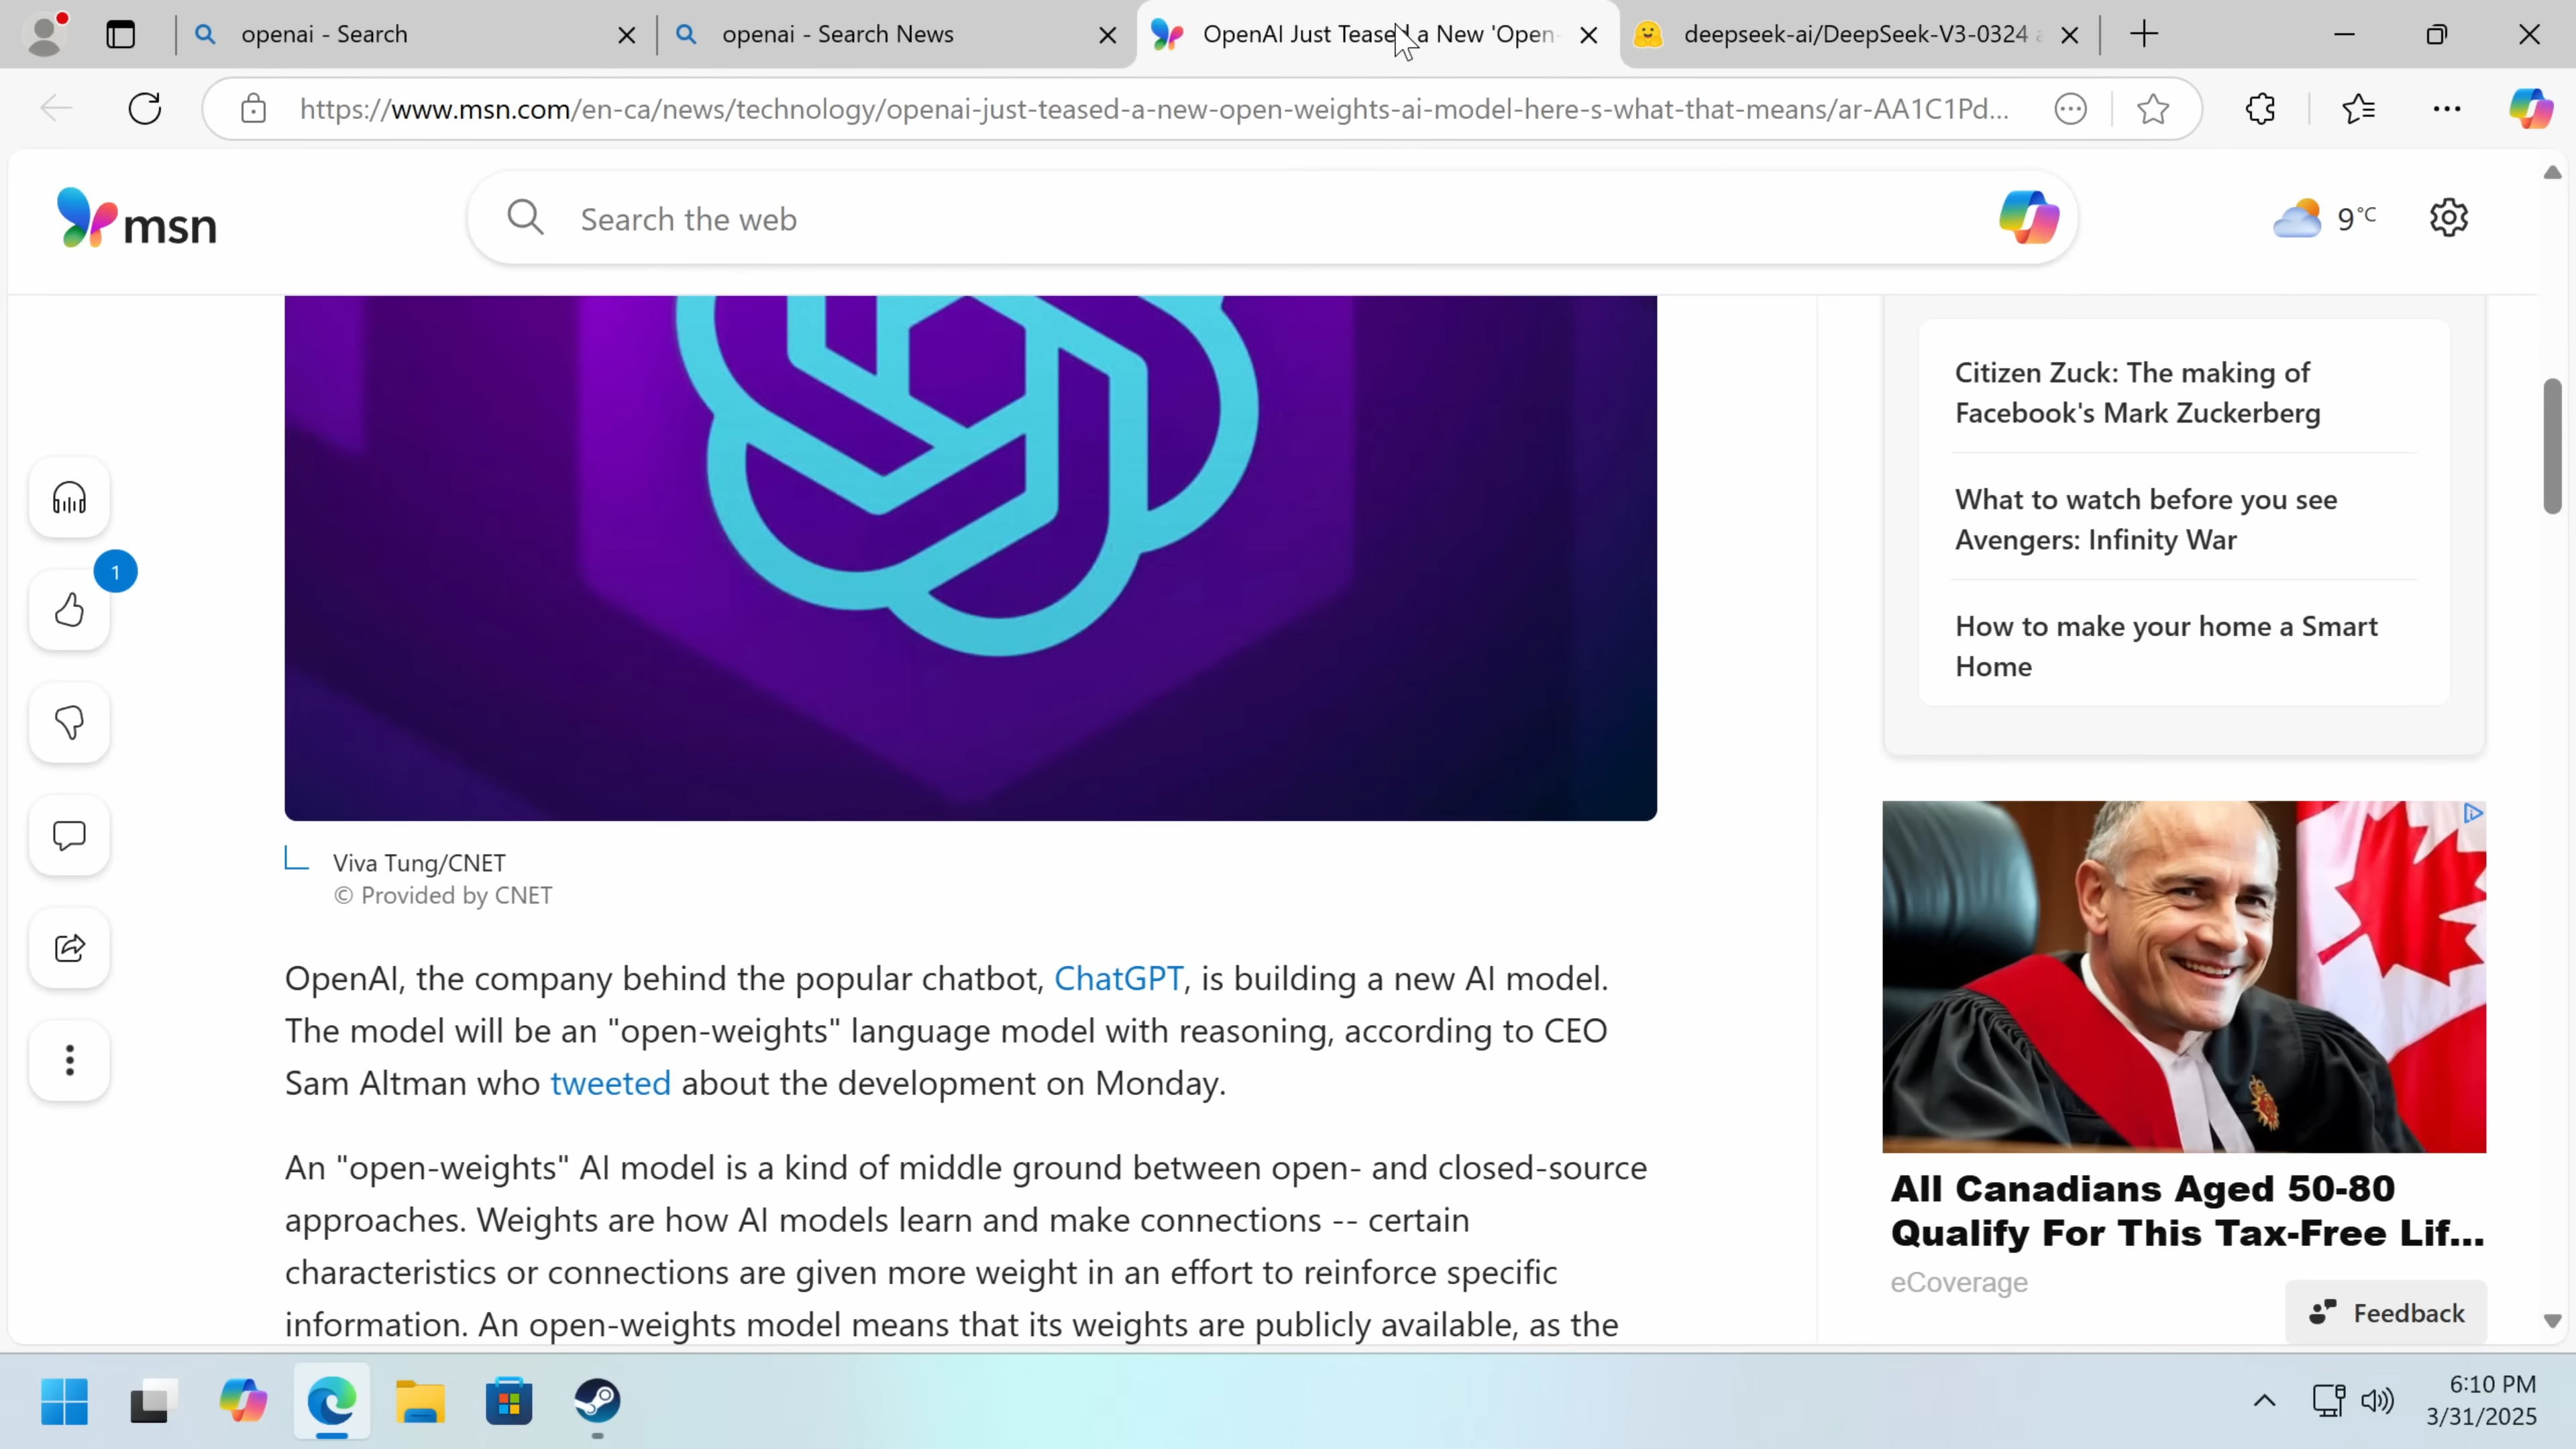 openai - Search
openai - Search News
OpenAI Just Teased a New 'Open-
deepseek-ai/DeepSeek-V3-0324
https://www.msn.com/en-ca/news/technology/openai-just-teased-a-new-open-weights-ai-model-here-s-what-that-means/ar-AA1C1Pd...
msn
Search the web
9°C
Citizen Zuck: The making of
Facebook's Mark Zuckerberg
What to watch before you see
Avengers: Infinity War
How to make your home a Smart
Home
1
Viva Tung/CNET
© Provided by CNET
OpenAI, the company behind the popular chatbot, ChatGPT, is building a new AI model.
The model will be an "open-weights" language model with reasoning, according to CEO
Sam Altman who tweeted about the development on Monday.
An "open-weights" AI model is a kind of middle ground between open- and closed-source
approaches. Weights are how AI models learn and make connections -- certain
characteristics or connections are given more weight in an effort to reinforce specific
information. An open-weights model means that its weights are publicly available, as the
All Canadians Aged 50-80
Qualify For This Tax-Free Lif...
eCoverage
Feedback
6:10 PM
3/31/2025